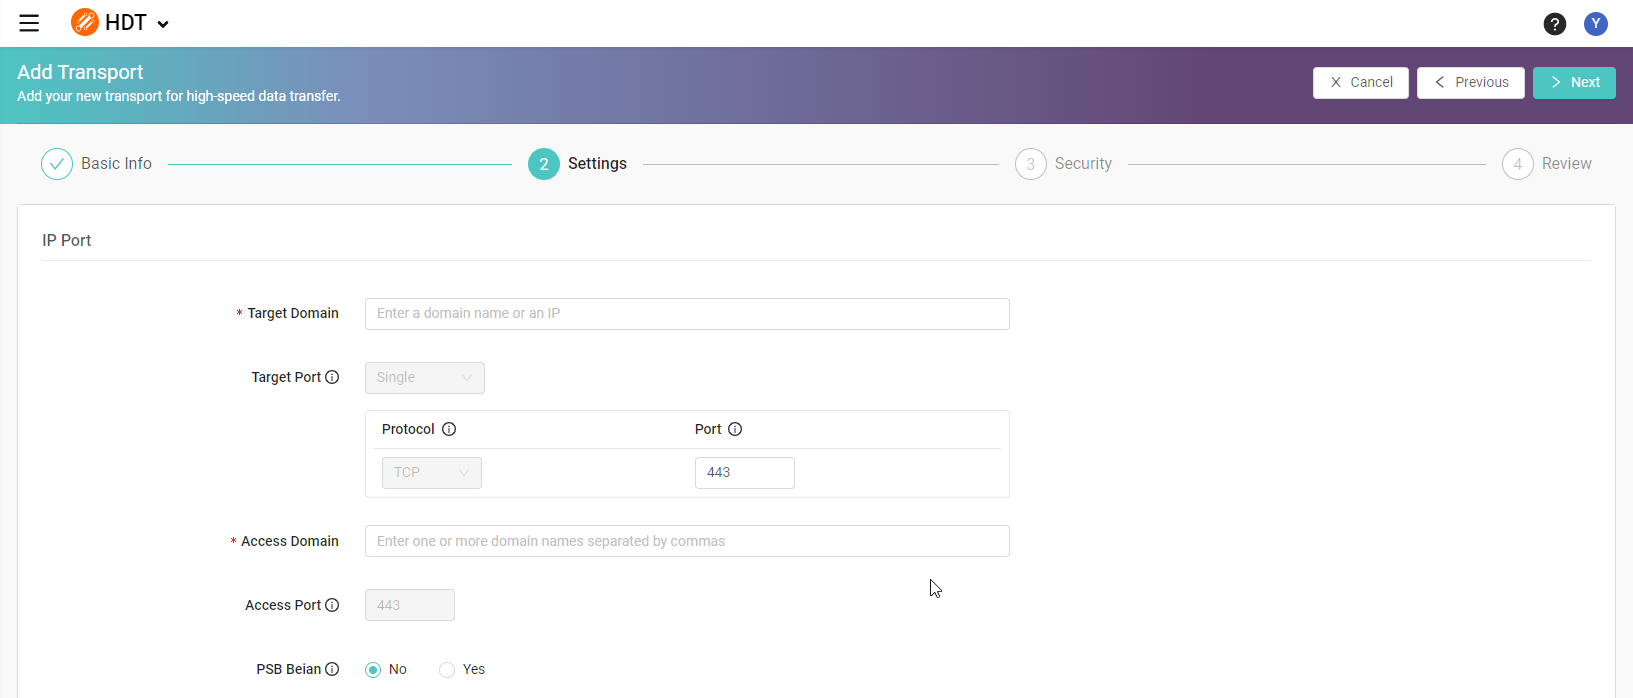 HDT
?
Y
Add Transport
Add your new transport for high-speed data transfer.
Cancel
Previous
Next
Basic Info
2 Settings
3 Security
4 Review
IP Port
* Target Domain
Enter a domain name or an IP
Target Port
Single
Protocol
Port
TCP
443
* Access Domain
Enter one or more domain names separated by commas
Access Port
443
PSB Beian
No
Yes